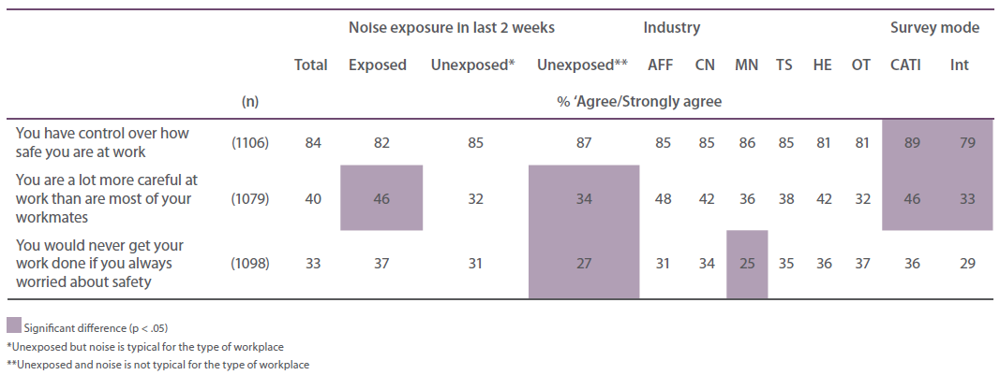 Noise exposure in last 2 weeks Industry Survey mode
Total Exposed Unexposed* Unexposed** AFF CN MN TS HE OT CATI Int
(n) % ‘Agree/Strongly agree
You have control over how
safe you are at work (1106) 84 82 85 87 85 85 86 85 81 81 89 79
You are a lot more careful at
work than are most of your (1079) 40 46 32 34 48 42 36 38 42 32 46 33
workmates
You would never get your
work done if you always (1098) 33 37 31 27 31 34 25 35 36 37 36 29
worried about safety
Significant difference (p < .05)
*Unexposed but noise is typical for the type of workplace
**Unexposed and noise is not typical for the type of workplace